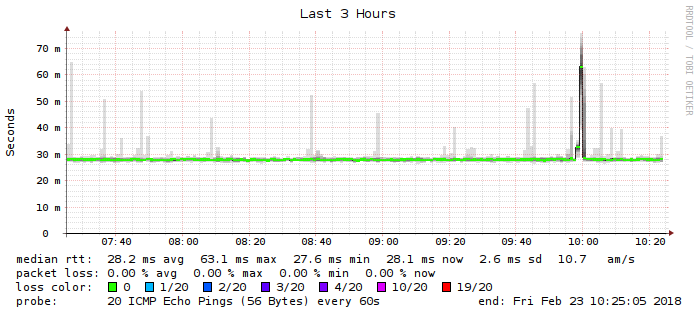 Last 3 Hours
RRDTOOL / TOBI OETIKER
Seconds
70 m
60 m
50 m
40 m
30 m
20 m
10 m
0
07:40 08:00 08:20 08:40 09:00 09:20 09:40 10:00 10:20
median rtt: 28.2 ms avg 63.1 ms max 27.6 ms min 28.1 ms now 2.6 ms sd 10.7 am/s
packet loss: 0.00 % avg 0.00 % max 0.00 % min 0.00 % now
loss color: 0 1/20 2/20 3/20 4/20 10/20 19/20
probe: 20 ICMP Echo Pings (56 Bytes) every 60s end: Fri Feb 23 10:25:05 2018